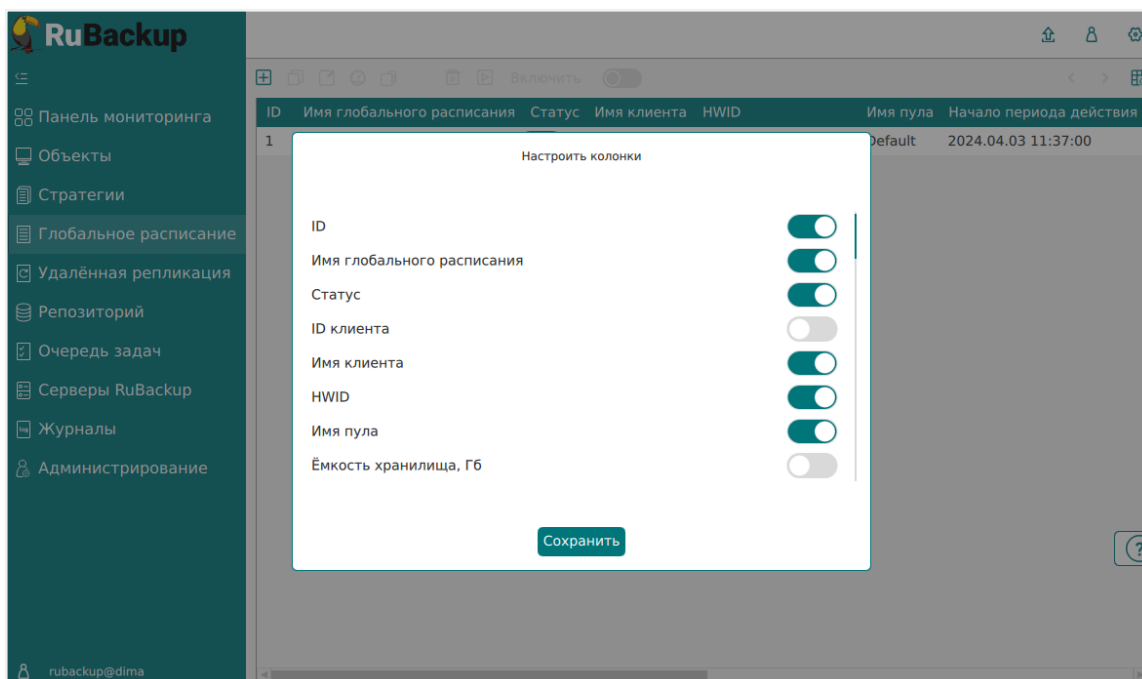 RuBackup
Включить
Панель мониторинга
Объекты
Стратегии
Глобальное расписание
Удалённая репликация
Репозиторий
Очередь задач
Серверы RuBackup
Журналы
Администрирование
rubackup@dima
ID Имя глобального расписания Статус Имя клиента HWID Имя пула Начало периода действия
1 Default 2024.04.03 11:37:00
Настроить колонки
ID
Имя глобального расписания
Статус
ID клиента
Имя клиента
HWID
Имя пула
Ёмкость хранилища, Гб
Сохранить
?